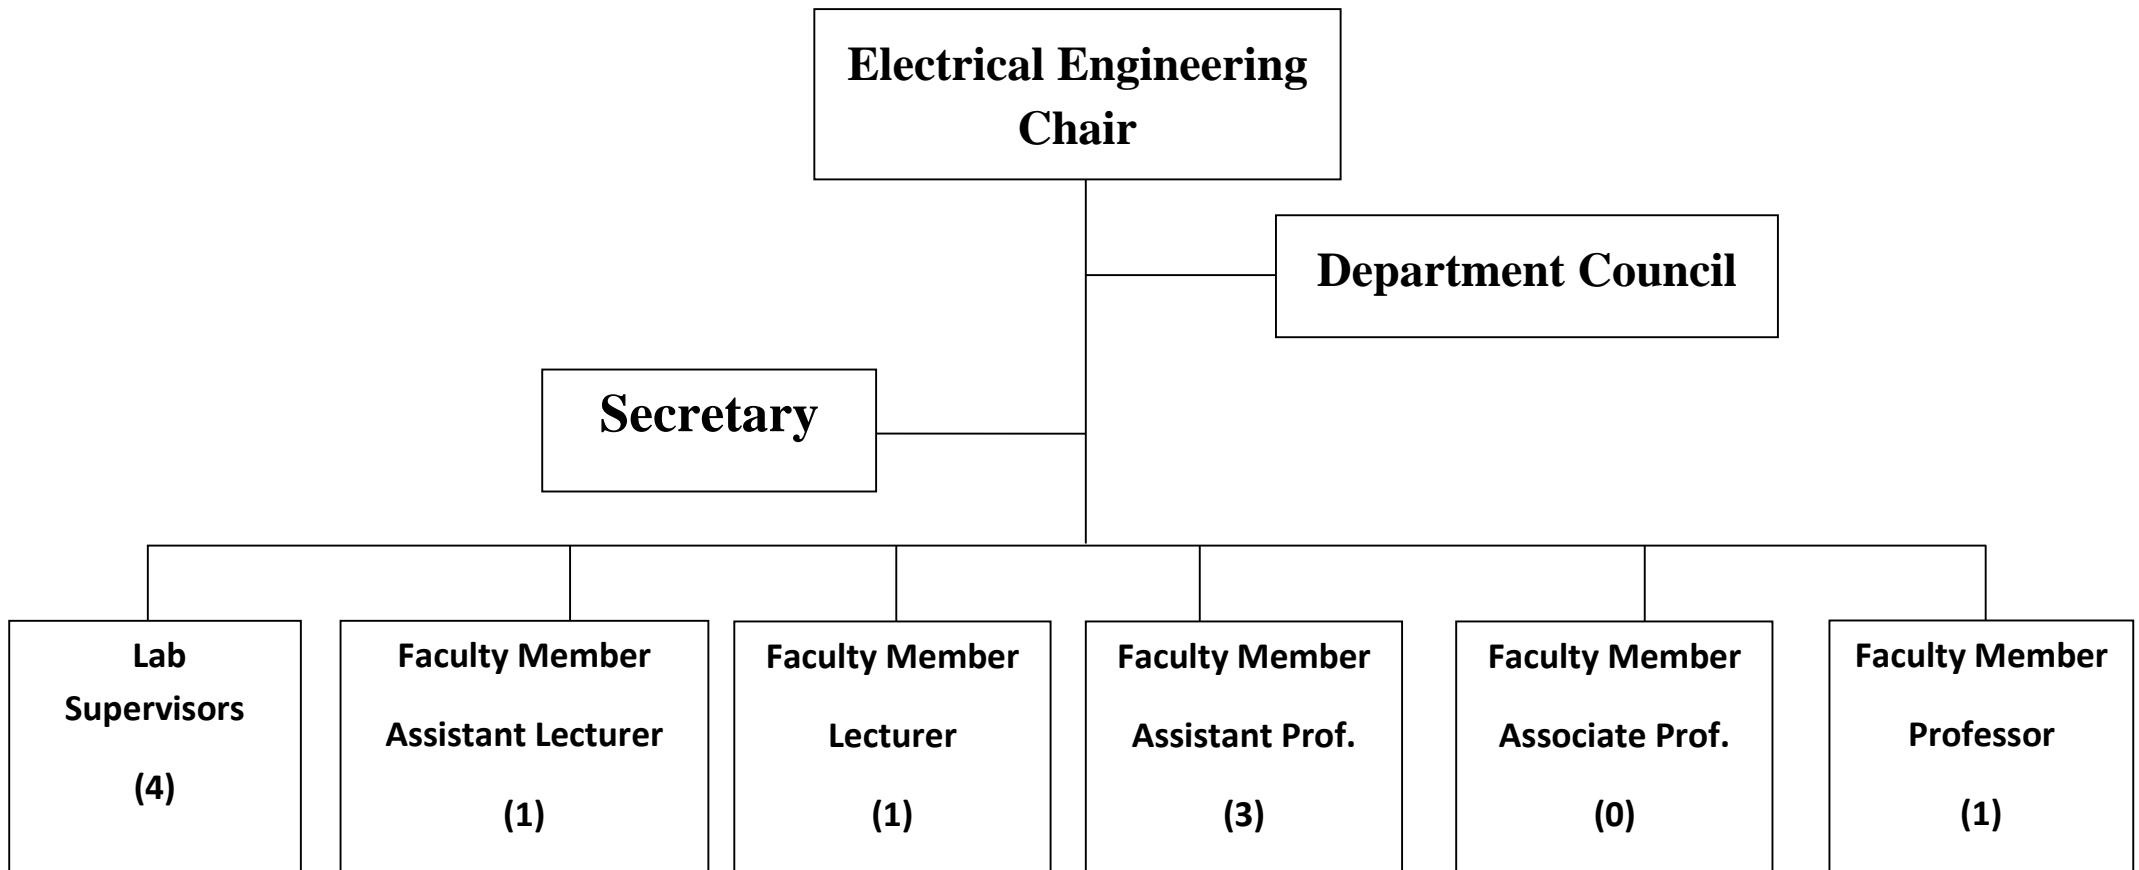 Electrical Engineering
Chair
Department Council
Secretary
Lab
Supervisors
(4)
Faculty Member
Assistant Lecturer
(1)
Faculty Member
Lecturer
(1)
Faculty Member
Assistant Prof.
(3)
Faculty Member
Associate Prof.
(0)
Faculty Member
Professor
(1)